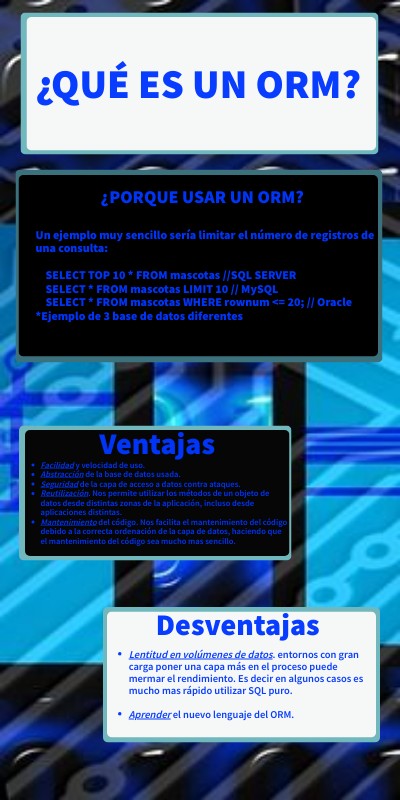 ¿QUÉ ES UN ORM?
¿PORQUE USAR UN ORM?
Un ejemplo muy sencillo sería limitar el número de registros de
una consulta:
SELECT TOP 10 * FROM mascotas //SQL SERVER
SELECT * FROM mascotas LIMIT 10 // MySQL
SELECT * FROM mascotas WHERE rownum <= 20; // Oracle
*Ejemplo de 3 base de datos diferentes
Ventajas
• Facilidad y velocidad de uso.
• Abstracción de la base de datos usada.
• Seguridad de la capa de acceso a datos contra ataques.
• Reutilización. Nos permite utilizar los métodos de un objeto de
datos desde distintas zonas de la aplicación, incluso desde
aplicaciones distintas.
• Mantenimiento del código. Nos facilita el mantenimiento del código
debido a la correcta ordenación de la capa de datos, haciendo que
el mantenimiento del código sea mucho mas sencillo.
Desventajas
• Lentitud en volúmenes de datos. entornos con gran
carga poner una capa más en el proceso puede
mermar el rendimiento. Es decir en algunos casos es
mucho mas rápido utilizar SQL puro.
• Aprender el nuevo lenguaje del ORM.